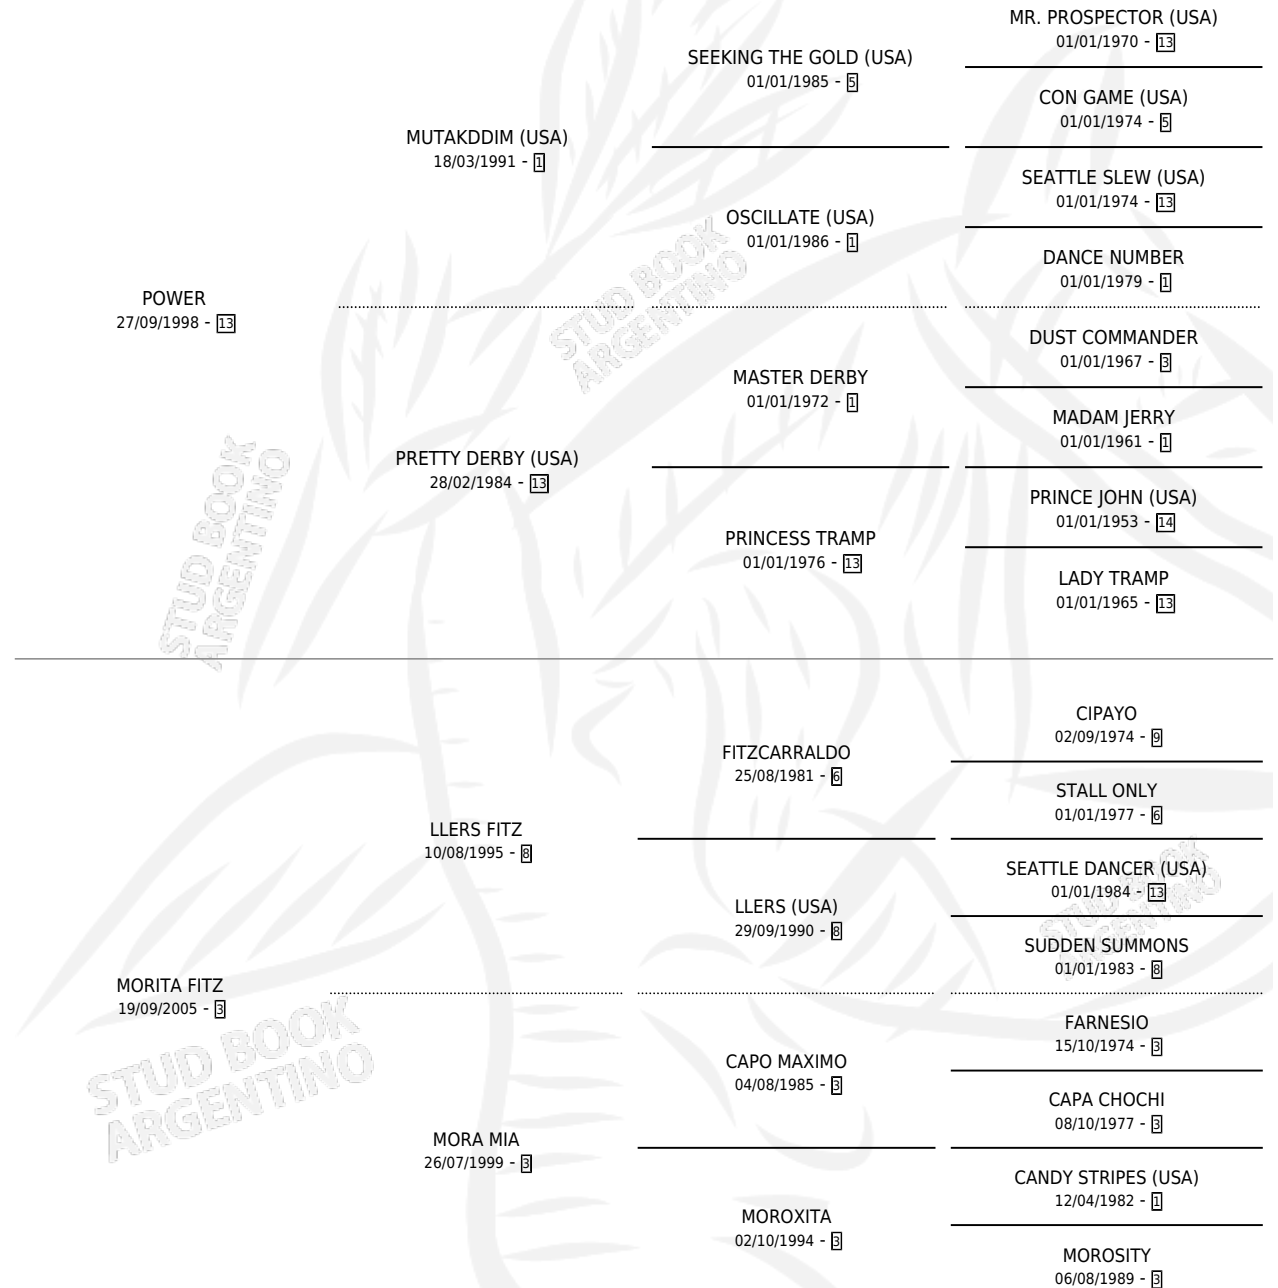 MR. PROSPECTOR (USA)
01/01/1970 - 13
SEEKING THE GOLD (USA)
01/01/1985 - 5
CON GAME (USA)
01/01/1974 - 5
MUTAKDDIM (USA)
18/03/1991 - 1
SEATTLE SLEW (USA)
01/01/1974 - 13
OSCILLATE (USA)
01/01/1986 - 1
DANCE NUMBER
01/01/1979 - 1
POWER
27/09/1998 - 13
STUD BOOK
ARGENTINO
DUST COMMANDER
01/01/1967 - 3
MASTER DERBY
01/01/1972 - 1
MADAM JERRY
01/01/1961 - 1
PRETTY DERBY (USA)
28/02/1984 - 13
PRINCE JOHN (USA)
01/01/1953 - 14
PRINCESS TRAMP
01/01/1976 - 13
LADY TRAMP
01/01/1965 - 13
STUD BOOK
ARGENTINO
CIPAYO
02/09/1974 - 9
FITZCARRALDO
25/08/1981 - 6
STALL ONLY
01/01/1977 - 6
LLERS FITZ
10/08/1995 - 8
SEATTLE DANCER (USA)
01/01/1984 - 13
LLERS (USA)
29/09/1990 - 8
STUD BOOK
ARGENTINO
SUDDEN SUMMONS
01/01/1983 - 8
MORITA FITZ
19/09/2005 - 3
STUD BOOK
ARGENTINO
FARNESIO
15/10/1974 - 3
CAPO MAXIMO
04/08/1985 - 3
CAPA CHOCHI
08/10/1977 - 3
MORA MIA
26/07/1999 - 3
CANDY STRIPES (USA)
12/04/1982 - 1
MOROXITA
02/10/1994 - 3
MOROSITY
06/08/1989 - 3